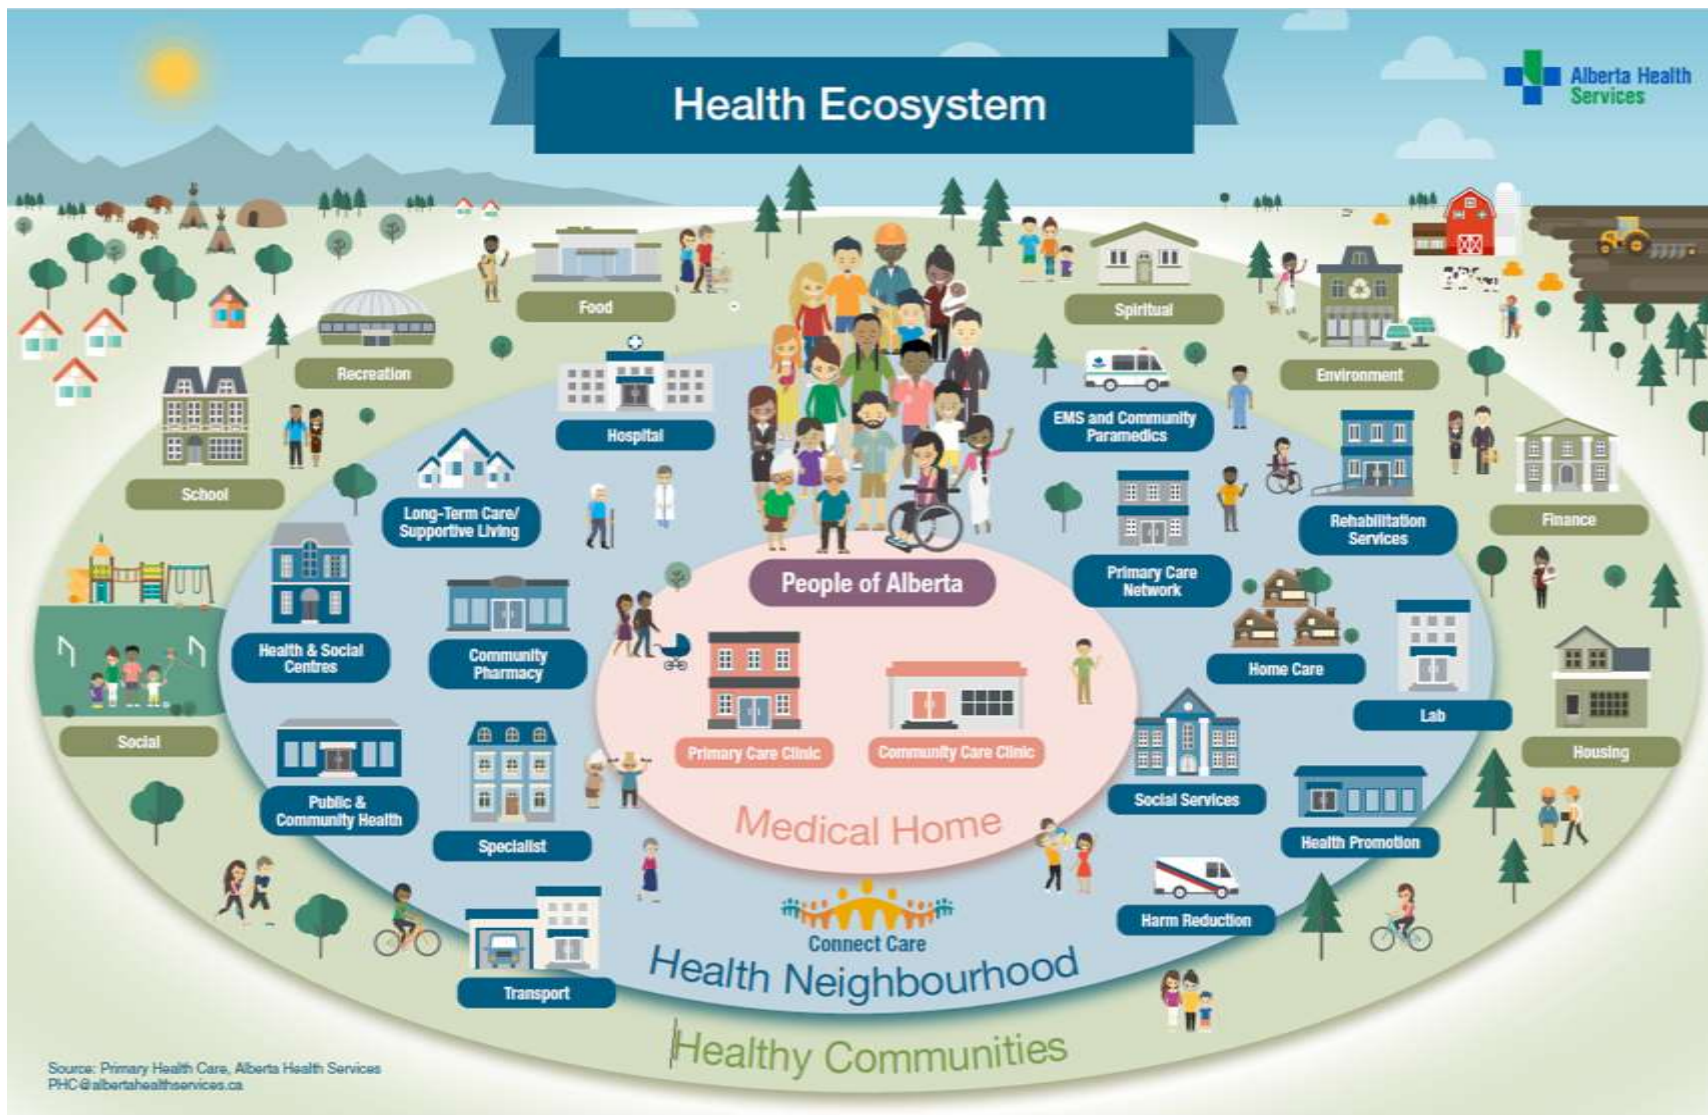 Health Ecosystem
Alberta Health
Services
Food
Spiritual
Recreation
Environment
Hospital
EMS and Community
Paramedics
School
Long-Term Care/
Supportive Living
Rehabilitation
Services
Finance
People of Alberta
Primary Care
Network
Health & Social
Centres
Community
Pharmacy
Home Care
Lab
Social
Primary Care Clinic
Community Care Clinic
Housing
Public &
Community Health
Specialist
Medical Home
Social Services
Health Promotion
Harm Reduction
Connect Care
Transport
Health Neighbourhood
Healthy Communities
Source: Primary Health Care, Alberta Health Services
PHC@albertahealthservices.ca